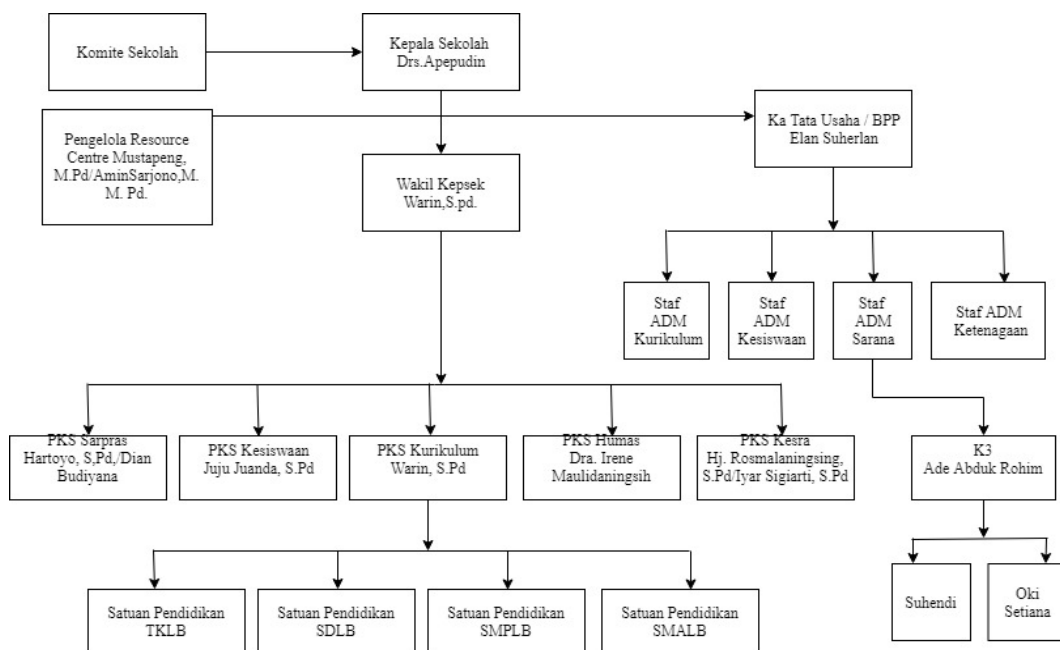 Komite Sekolah
Kepala Sekolah
Drs.Apepudin
Pengelola Resource
Centre Mustapeng,
M.Pd/AminSarjono,M.
M. Pd.
Ka Tata Usaha / BPP
Elan Suherlan
Wakil Kepsek
Warin,S.pd.
Staf
ADM
Kurikulum
Staf
ADM
Kesiswaan
Staf
ADM
Sarana
Staf ADM
Ketenagaan
PKS Sarpras
Hartoyo, S,Pd,/Dian
Budiyana
PKS Kesiswaan
Juju Juanda, S.Pd
PKS Kurikulum
Warin, S.Pd
PKS Humas
Dra. Irene
Maulidaningsih
PKS Kesra
Hj. Rosmalaningsing,
S.Pd/Iyar Sigiarti, S.Pd
K3
Ade Abduk Rohim
Satuan Pendidikan
TKLB
Satuan Pendidikan
SDLB
Satuan Pendidikan
SMPLB
Satuan Pendidikan
SMALB
Suhendi
Oki
Setiana